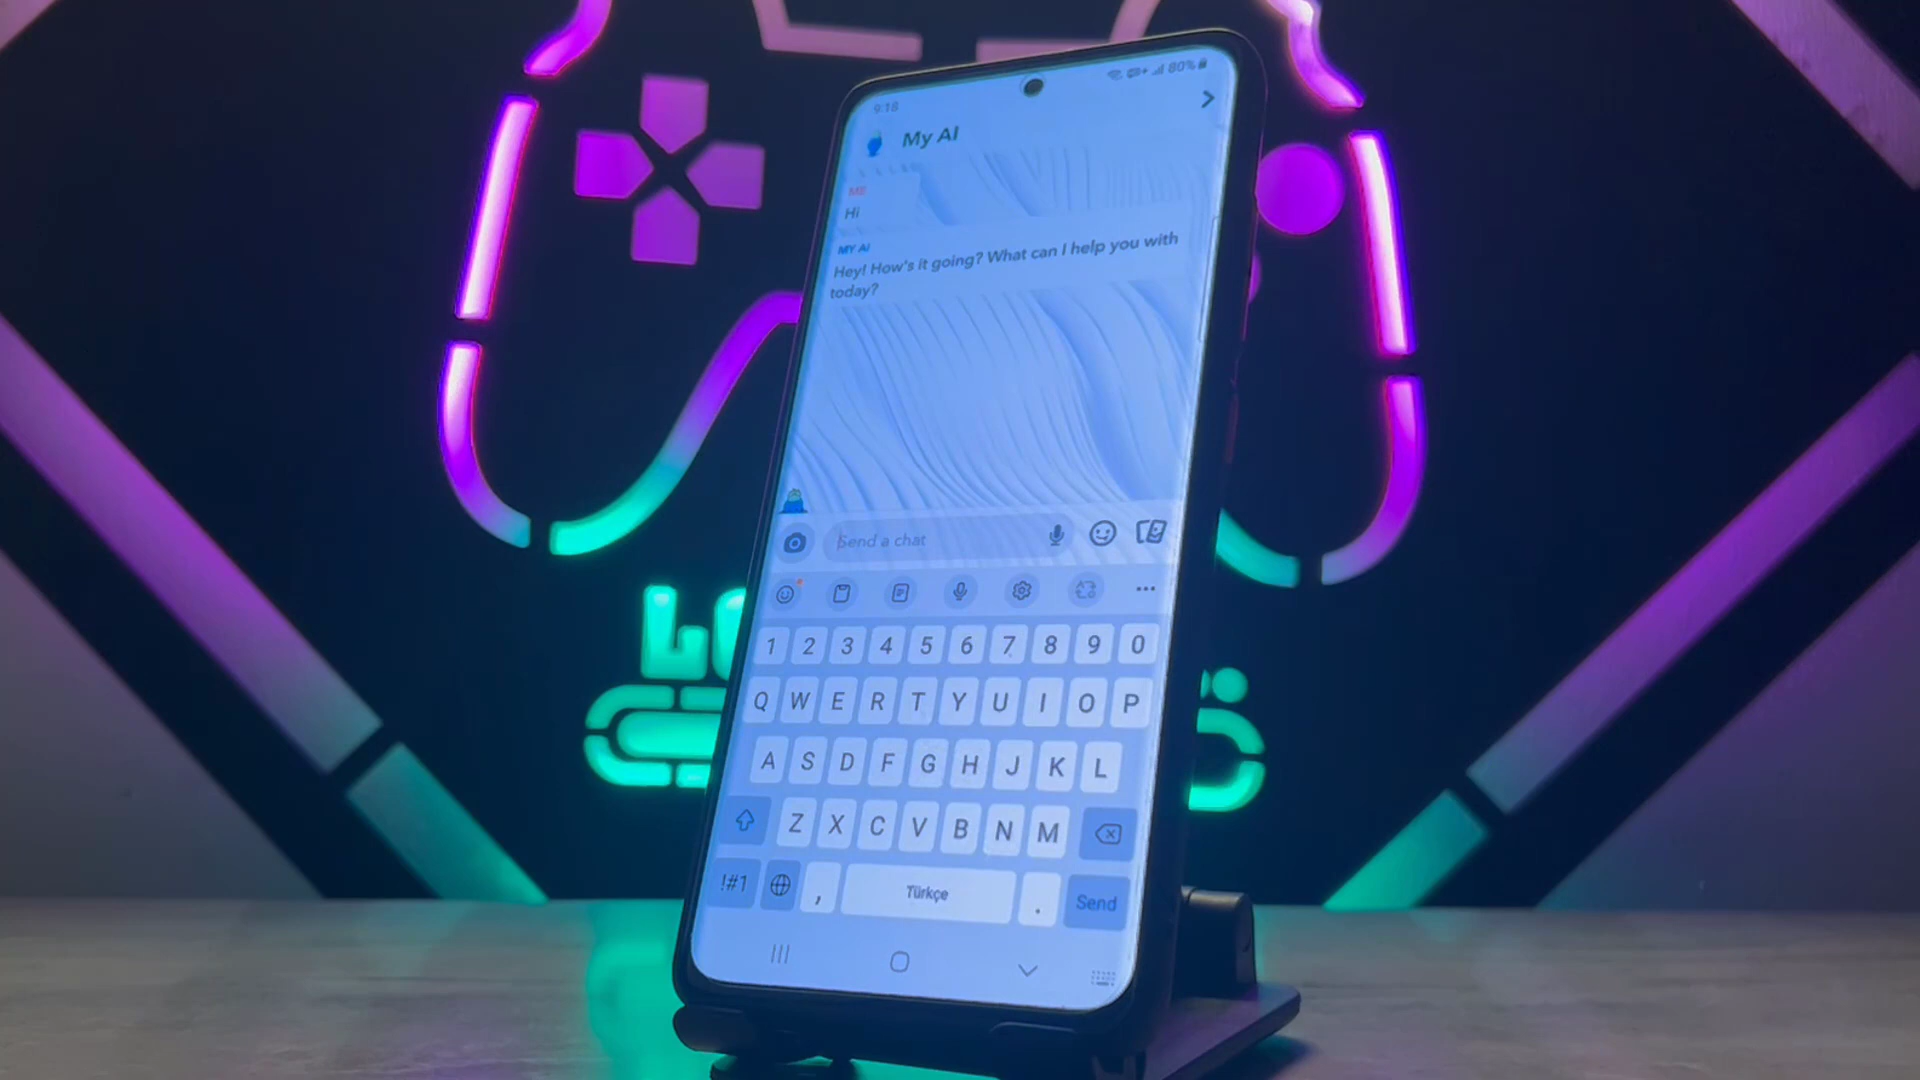 9:18
80%
My AI
ME
Hi
MY AI
Hey! How's it going? What can I help you with
today?
Send a chat
1 2 3 4 5 6 7 8 9 0
Q W E R T Y U I O P
A S D F G H J K L
Z X C V B N M
!#1 , Türkçe . Send